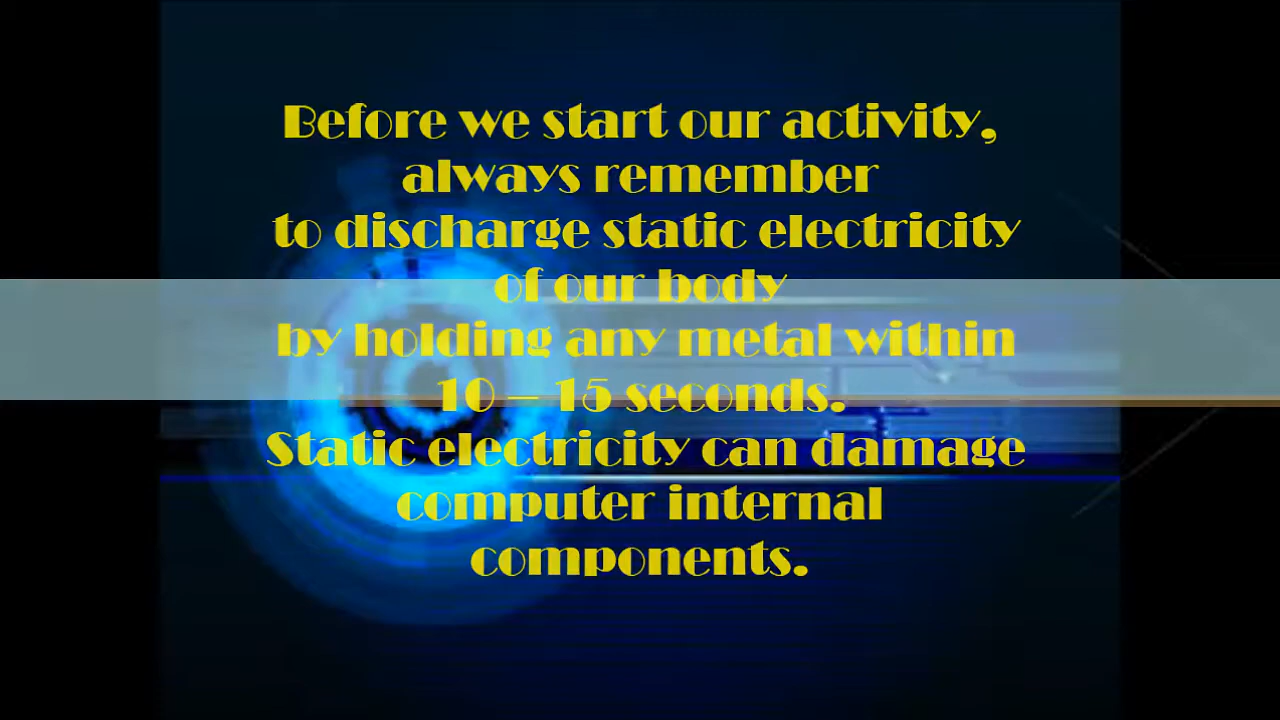 Before we start our activity,
always remember
to discharge static electricity
of our body
by holding any metal within
10 – 15 seconds.
Static electricity can damage
computer internal
components.